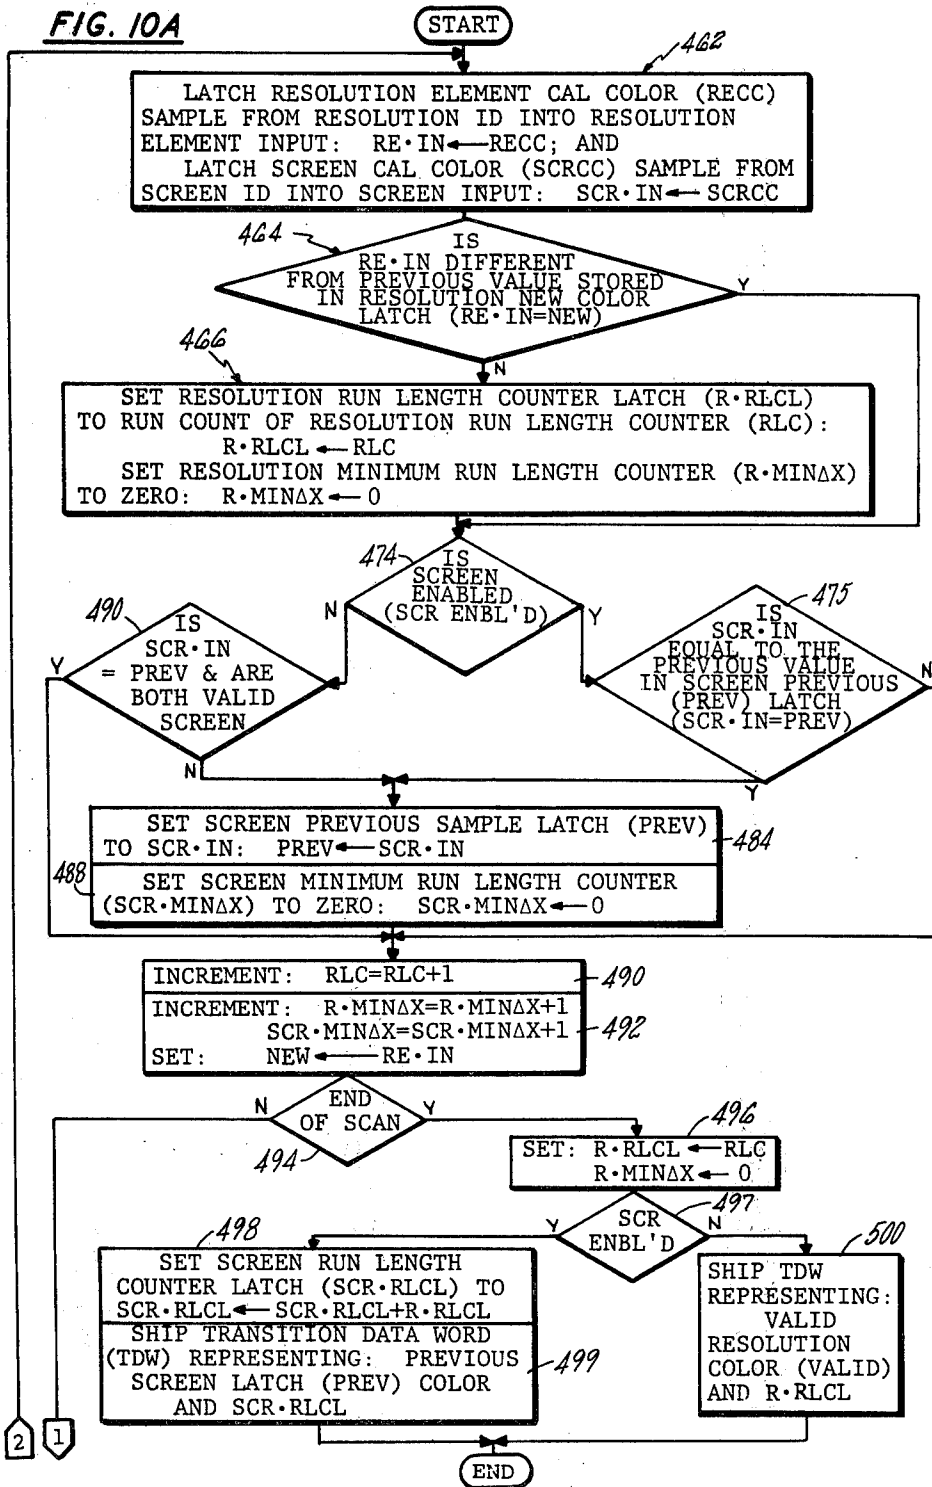 FIG. 10A
START
462
LATCH RESOLUTION ELEMENT CAL COLOR (RECC)
SAMPLE FROM RESOLUTION ID INTO RESOLUTION
ELEMENT INPUT: RE·IN←RECC; AND
LATCH SCREEN CAL COLOR (SCRCC) SAMPLE FROM
SCREEN ID INTO SCREEN INPUT: SCR·IN←SCRCC
464
IS
RE·IN DIFFERENT
FROM PREVIOUS VALUE STORED
IN RESOLUTION NEW COLOR
LATCH (RE·IN=NEW)
Y
N
466
SET RESOLUTION RUN LENGTH COUNTER LATCH (R·RLCL)
TO RUN COUNT OF RESOLUTION RUN LENGTH COUNTER (RLC):
R·RLCL←RLC
SET RESOLUTION MINIMUM RUN LENGTH COUNTER (R·MINΔX)
TO ZERO: R·MINΔX←0
474
IS
SCREEN
ENABLED
(SCR ENBL'D)
N
Y
490
IS
SCR·IN
= PREV & ARE
BOTH VALID
SCREEN
Y
N
475
IS
SCR·IN
EQUAL TO THE
PREVIOUS VALUE
IN SCREEN PREVIOUS
(PREV) LATCH
(SCR·IN=PREV)
N
Y
SET SCREEN PREVIOUS SAMPLE LATCH (PREV)
TO SCR·IN: PREV←SCR·IN
484
488
SET SCREEN MINIMUM RUN LENGTH COUNTER
(SCR·MINΔX) TO ZERO: SCR·MINΔX←0
INCREMENT: RLC=RLC+1
490
INCREMENT: R·MINΔX=R·MINΔX+1
SCR·MINΔX=SCR·MINΔX+1
492
SET: NEW←RE·IN
N
END
OF SCAN
Y
494
496
SET: R·RLCL←RLC
R·MINΔX←0
497
Y
SCR
ENBL'D
N
498
SET SCREEN RUN LENGTH
COUNTER LATCH (SCR·RLCL) TO
SCR·RLCL←SCR·RLCL+R·RLCL
SHIP TRANSITION DATA WORD
(TDW) REPRESENTING: PREVIOUS
SCREEN LATCH (PREV) COLOR
AND SCR·RLCL
499
500
SHIP TDW
REPRESENTING:
VALID
RESOLUTION
COLOR (VALID)
AND R·RLCL
2
1
END